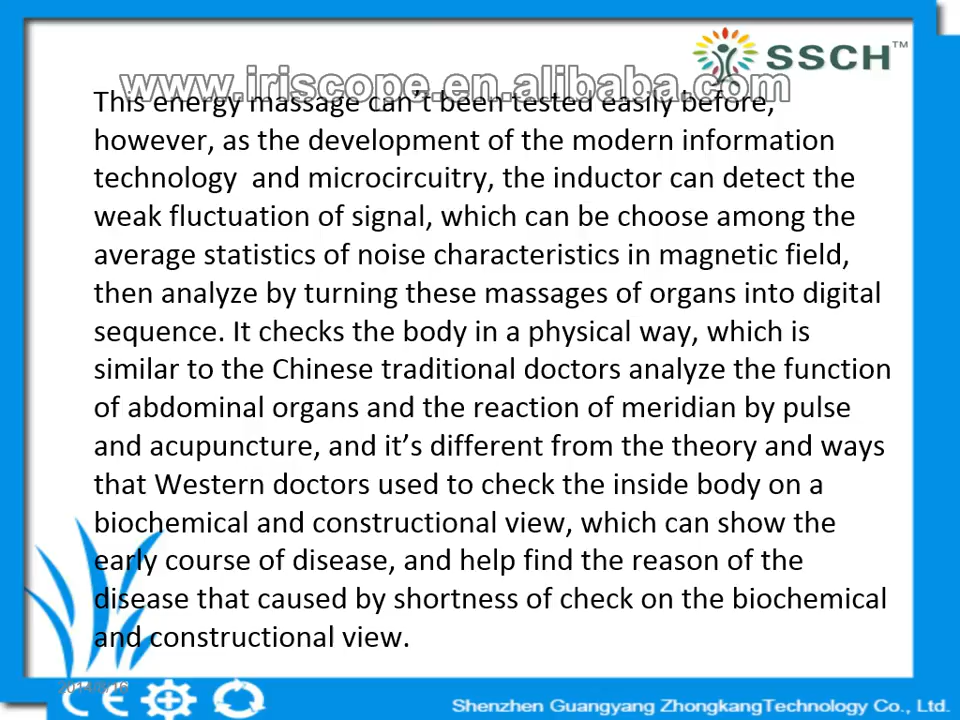 SSCH™
www.iriscope.en.alibaba.com
This energy massage can’t been tested easily before,
however, as the development of the modern information
technology  and microcircuitry, the inductor can detect the
weak fluctuation of signal, which can be choose among the
average statistics of noise characteristics in magnetic field,
then analyze by turning these massages of organs into digital
sequence. It checks the body in a physical way, which is
similar to the Chinese traditional doctors analyze the function
of abdominal organs and the reaction of meridian by pulse
and acupuncture, and it’s different from the theory and ways
that Western doctors used to check the inside body on a
biochemical and constructional view, which can show the
early course of disease, and help find the reason of the
disease that caused by shortness of check on the biochemical
and constructional view.
CE
Shenzhen Guangyang ZhongkangTechnology Co., Ltd.